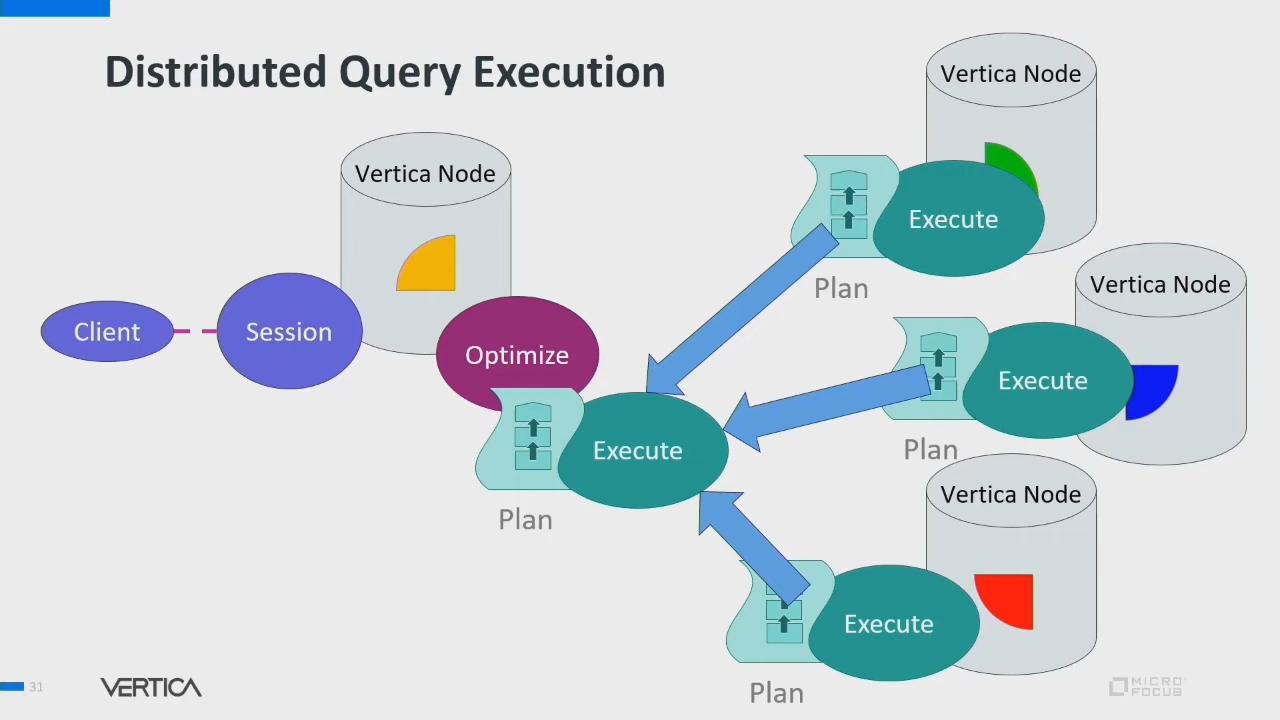 Distributed Query Execution
Vertica Node
Vertica Node
Execute
Plan
Vertica Node
Client
Session
Optimize
Execute
Plan
Execute
Plan
Vertica Node
Execute
Plan
31
VERTICA
MICRO
FOCUS